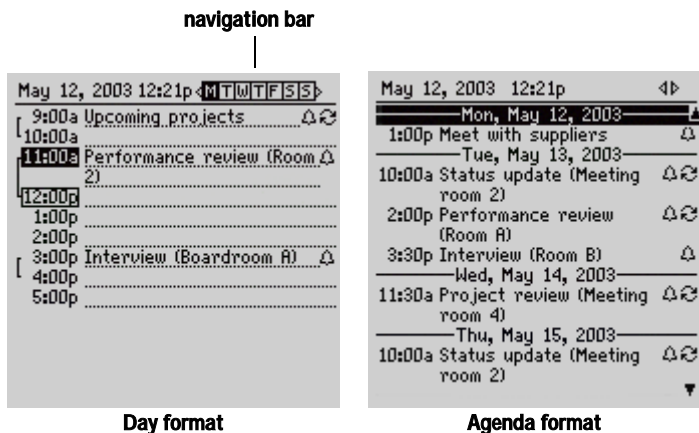 navigation bar
May 12, 2003 12:21p MTWTFSS
9:00a Upcoming projects
10:00a
11:00a Performance review (Room
2)
12:00p
1:00p
2:00p
3:00p Interview (Boardroom A)
4:00p
5:00p
Day format
May 12, 2003 12:21p
Mon, May 12, 2003
1:00p Meet with suppliers
Tue, May 13, 2003
10:00a Status update (Meeting
room 2)
2:00p Performance review
(Room A)
3:30p Interview (Room B)
Wed, May 14, 2003
11:30a Project review (Meeting
room 4)
Thu, May 15, 2003
10:00a Status update (Meeting
room 2)
Agenda format